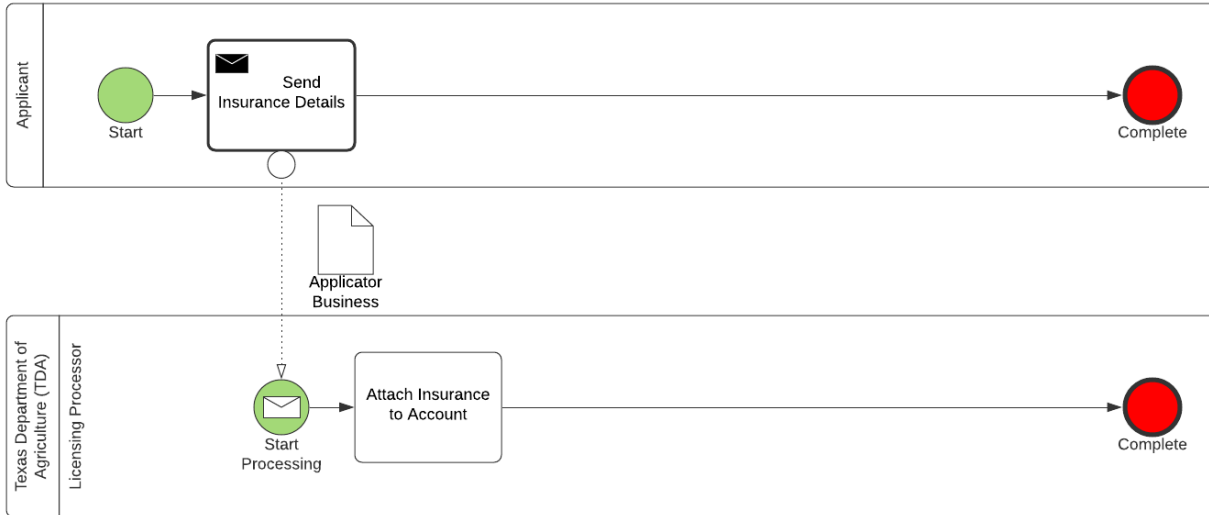 Applicant
Start
Send
Insurance Details
Complete
Applicator
Business
Texas Department of
Agriculture (TDA)
Licensing Processor
Start
Processing
Attach Insurance
to Account
Complete